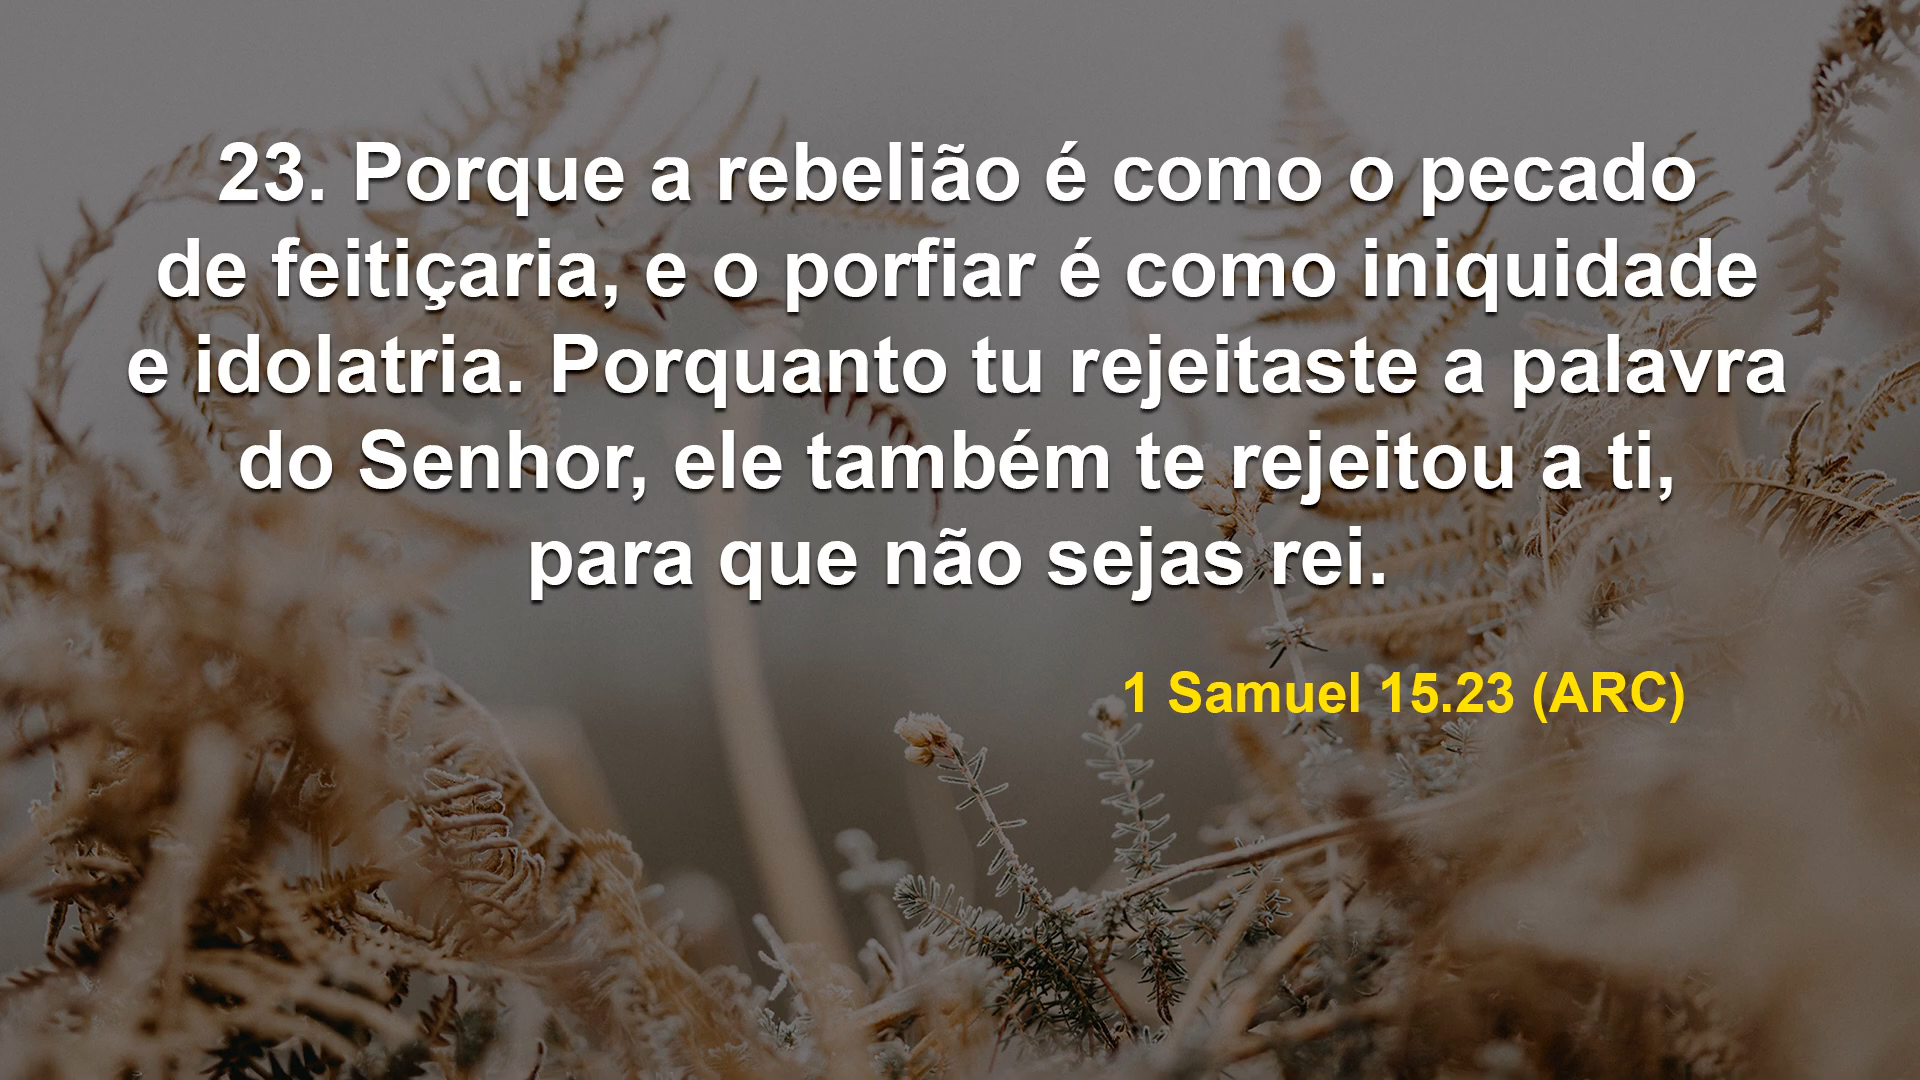 23. Porque a rebelião é como o pecado
de feitiçaria, e o porfiar é como iniquidade
e idolatria. Porquanto tu rejeitaste a palavra
do Senhor, ele também te rejeitou a ti,
para que não sejas rei.
1 Samuel 15.23 (ARC)